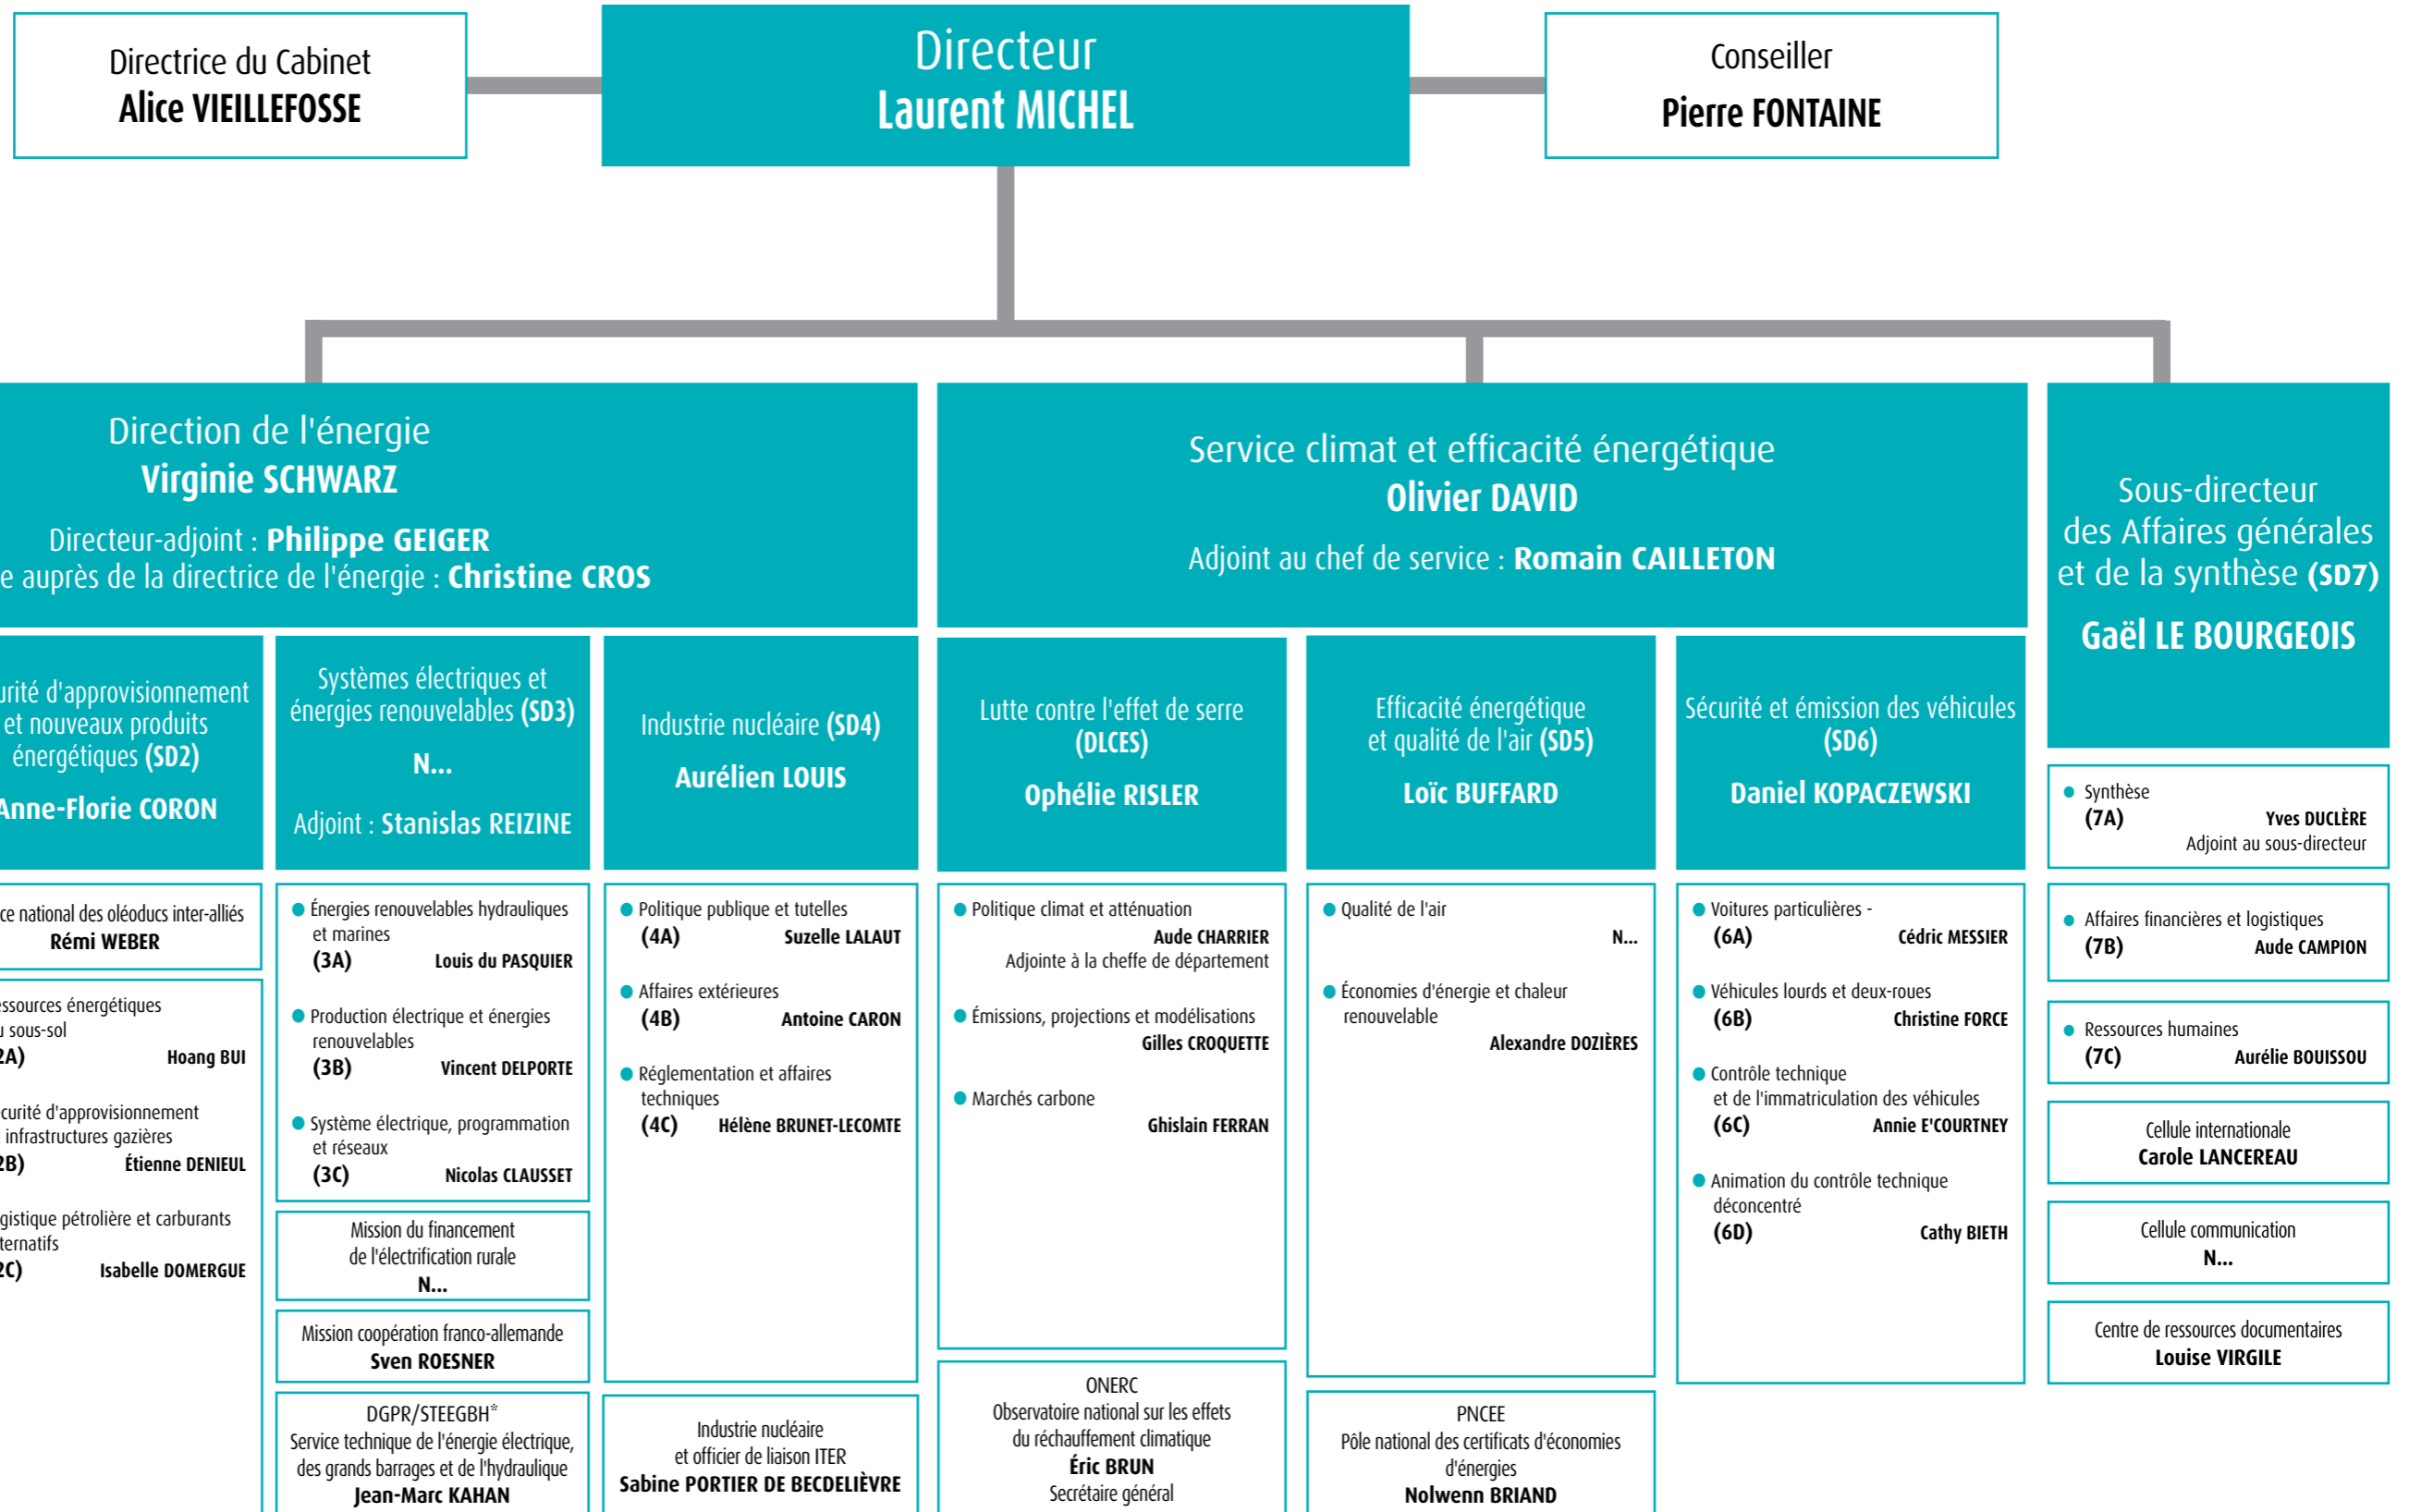 Directrice du Cabinet
Alice VIEILLEFOSSE
Directeur
Laurent MICHEL
Conseiller
Pierre FONTAINE
Direction de l'énergie
Virginie SCHWARZ
Directeur-adjoint : Philippe GEIGER
e auprès de la directrice de l'énergie : Christine CROS
Service climat et efficacité énergétique
Olivier DAVID
Adjoint au chef de service : Romain CAILLETON
Sous-directeur
des Affaires générales
et de la synthèse (SD7)
Gaël LE BOURGEOIS
urité d'approvisionnement
et nouveaux produits
énergétiques (SD2)
Anne-Florie CORON
Systèmes électriques et
énergies renouvelables (SD3)
N...
Adjoint : Stanislas REIZINE
Industrie nucléaire (SD4)
Aurélien LOUIS
Lutte contre l'effet de serre
(DLCES)
Ophélie RISLER
Efficacité énergétique
et qualité de l'air (SD5)
Loïc BUFFARD
Sécurité et émission des véhicules
(SD6)
Daniel KOPACZEWSKI
ce national des oléoducs inter-alliés
Rémi WEBER
essources énergétiques
u sous-sol
2A) Hoang BUI
écurité d'approvisionnement
t infrastructures gazières
2B) Étienne DENIEUL
gistique pétrolière et carburants
ternatifs
2C) Isabelle DOMERGUE
● Énergies renouvelables hydrauliques
et marines
(3A) Louis du PASQUIER
● Production électrique et énergies
renouvelables
(3B) Vincent DELPORTE
● Système électrique, programmation
et réseaux
(3C) Nicolas CLAUSSET
Mission du financement
de l'électrification rurale
N...
Mission coopération franco-allemande
Sven ROESNER
DGPR/STEEGBH*
Service technique de l'énergie électrique,
des grands barrages et de l'hydraulique
Jean-Marc KAHAN
● Politique publique et tutelles
(4A) Suzelle LALAUT
● Affaires extérieures
(4B) Antoine CARON
● Réglementation et affaires
techniques
(4C) Hélène BRUNET-LECOMTE
Industrie nucléaire
et officier de liaison ITER
Sabine PORTIER DE BECDELIÈVRE
● Politique climat et atténuation
Aude CHARRIER
Adjointe à la cheffe de département
● Émissions, projections et modélisations
Gilles CROQUETTE
● Marchés carbone
Ghislain FERRAN
ONERC
Observatoire national sur les effets
du réchauffement climatique
Éric BRUN
Secrétaire général
● Qualité de l'air
N...
● Économies d'énergie et chaleur
renouvelable
Alexandre DOZIÈRES
PNCEE
Pôle national des certificats d'économies
d'énergies
Nolwenn BRIAND
● Voitures particulières -
(6A) Cédric MESSIER
● Véhicules lourds et deux-roues
(6B) Christine FORCE
● Contrôle technique
et de l'immatriculation des véhicules
(6C) Annie E'COURTNEY
● Animation du contrôle technique
déconcentré
(6D) Cathy BIETH
● Synthèse
(7A) Yves DUCLÈRE
Adjoint au sous-directeur
● Affaires financières et logistiques
(7B) Aude CAMPION
● Ressources humaines
(7C) Aurélie BOUISSOU
Cellule internationale
Carole LANCEREAU
Cellule communication
N...
Centre de ressources documentaires
Louise VIRGILE